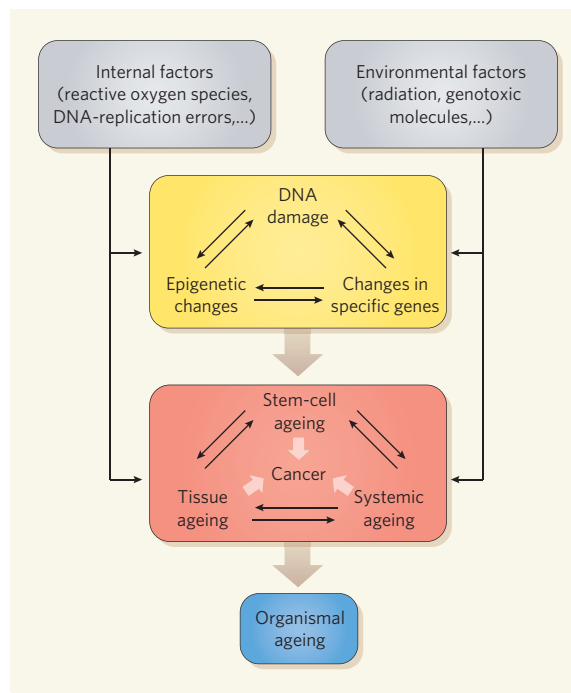 Internal factors
(reactive oxygen species,
DNA-replication errors,...)
Environmental factors
(radiation, genotoxic
molecules,...)
DNA
damage
Epigenetic
changes
Changes in
specific genes
Stem-cell
ageing
Cancer
Tissue
ageing
Systemic
ageing
Organismal
ageing